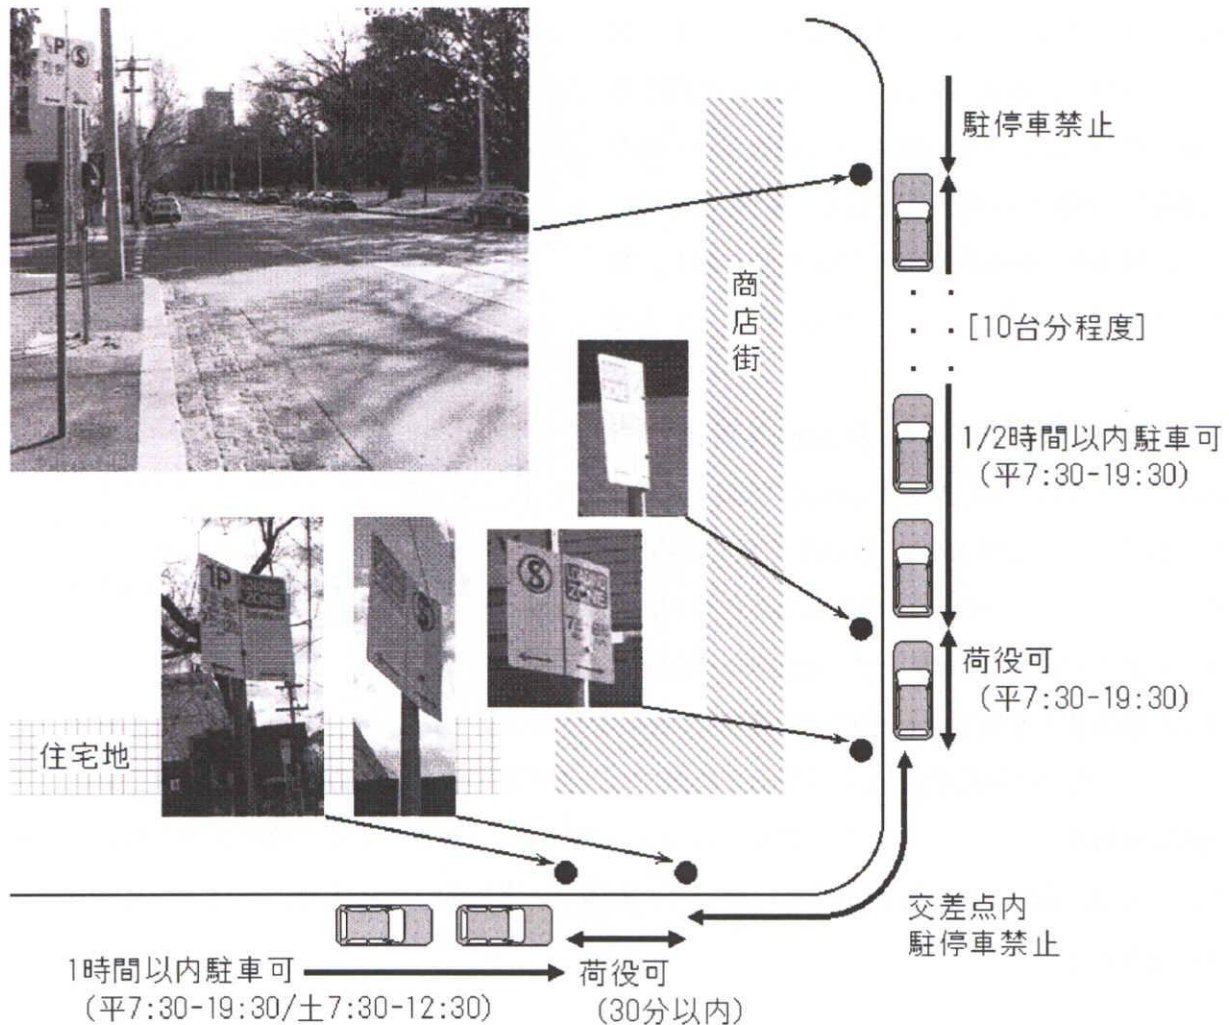 P S
駐停車禁止
[10台分程度]
商店街
1/2時間以内駐車可
(平7:30-19:30)
荷役可
(平7:30-19:30)
1P
ZONE
S
S
ZONE
住宅地
交差点内
駐停車禁止
1時間以内駐車可
(平7:30-19:30/土7:30-12:30)
荷役可
(30分以内)